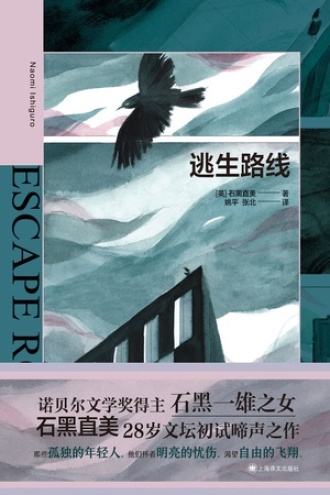 Naomi Ishiguro
ESCAPE R
逃生路线
[英] 石黑直美 著
姚平 张北 译
诺贝尔文学奖得主 石黑一雄之女
石黑直美 28岁文坛初试啼声之作
那些孤独的年轻人，他们怀着明亮的忧伤，渴望自由的飞翔。
上海译文出版社